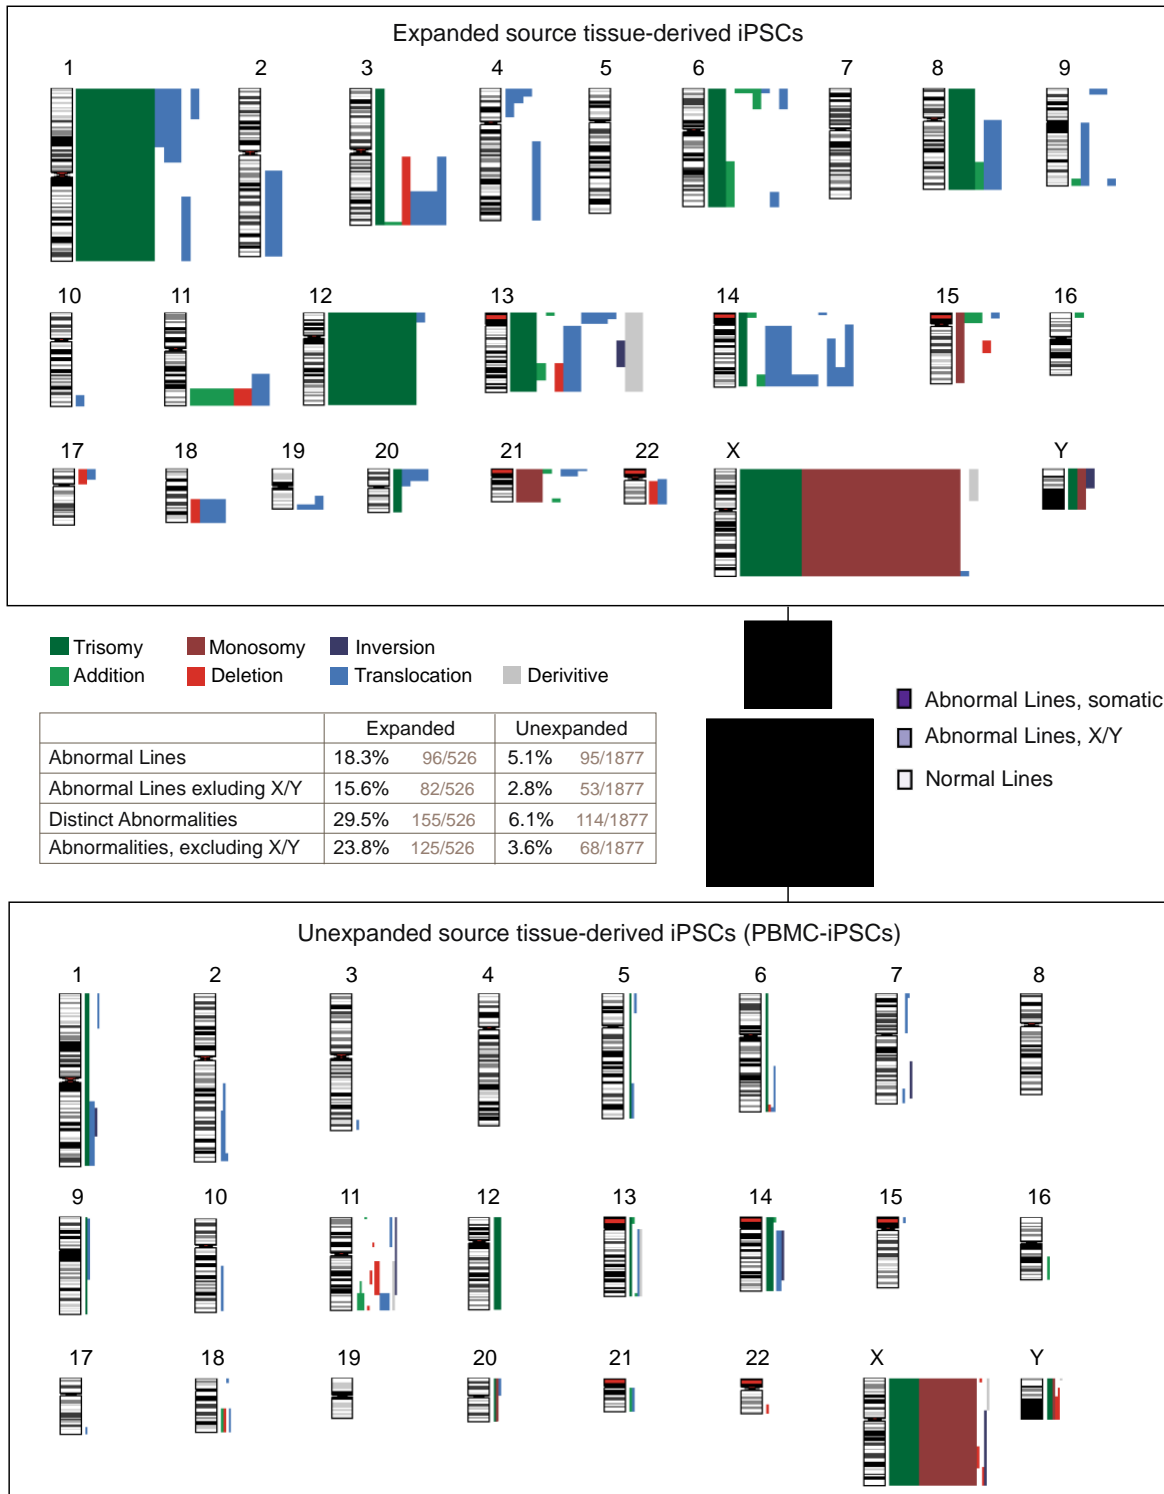 Expanded source tissue-derived iPSCs
1 2 3 4 5 6 7 8 9
10 11 12 13 14 15 16
17 18 19 20 21 22 X Y
Trisomy Monosomy Inversion
Addition Deletion Translocation Derivitive
Abnormal Lines, somatic
Abnormal Lines, X/Y
Normal Lines
Expanded Unexpanded
Abnormal Lines 18.3% 96/526 5.1% 95/1877
Abnormal Lines exluding X/Y 15.6% 82/526 2.8% 53/1877
Distinct Abnormalities 29.5% 155/526 6.1% 114/1877
Abnormalities, excluding X/Y 23.8% 125/526 3.6% 68/1877
Unexpanded source tissue-derived iPSCs (PBMC-iPSCs)
1 2 3 4 5 6 7 8
9 10 11 12 13 14 15 16
17 18 19 20 21 22 X Y